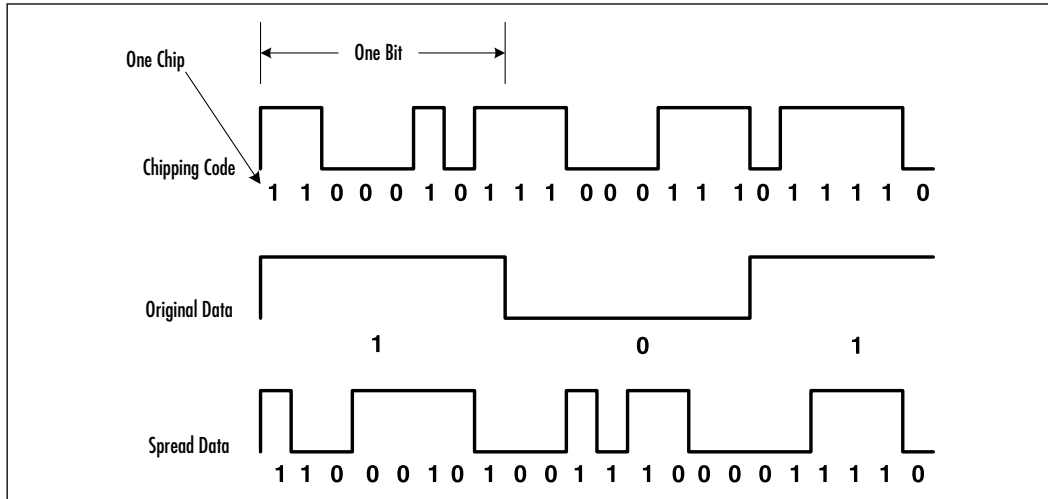 One Bit
One Chip
Chipping Code
1 1 0 0 0 1 0 1 1 1 0 0 0 1 1 1 0 1 1 1 1 0
Original Data
1 0 1
Spread Data
1 1 0 0 0 1 0 1 0 0 1 1 1 0 0 0 0 1 1 1 1 0